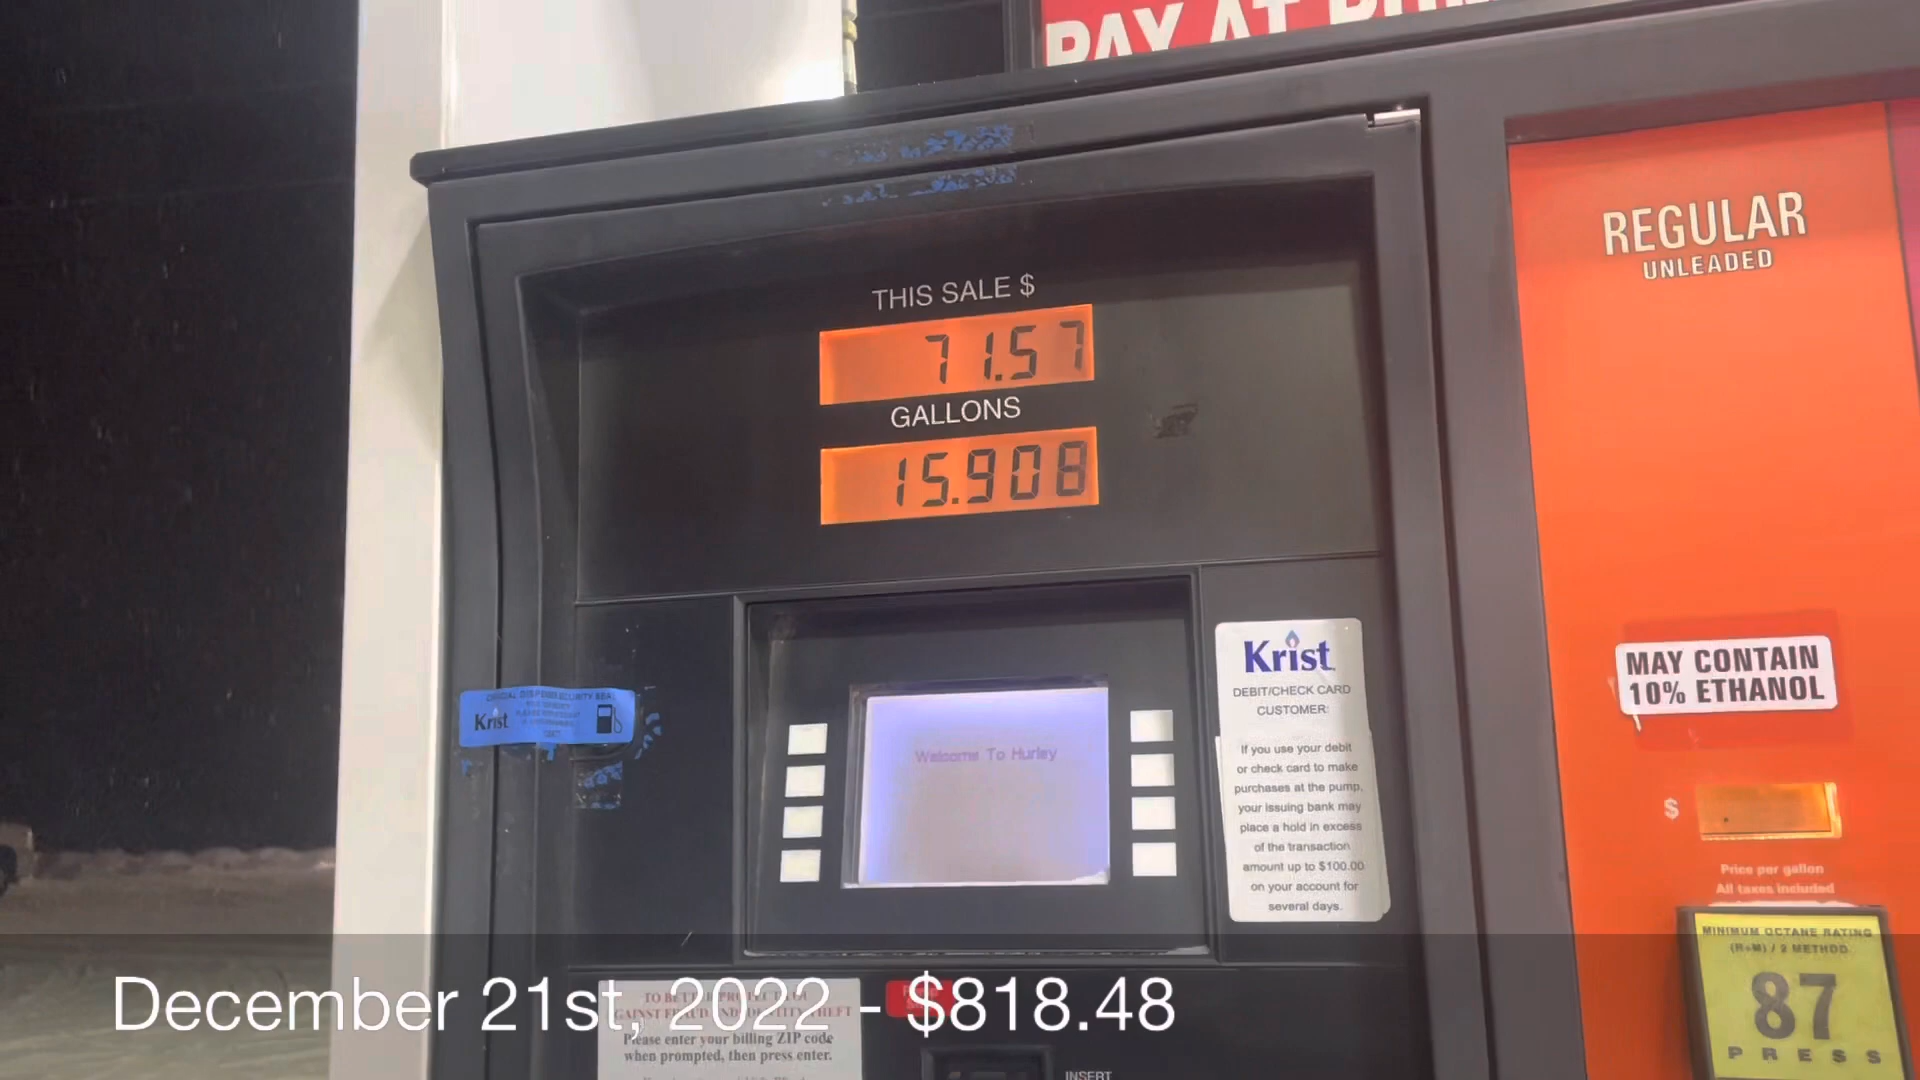 PAY AT
REGULAR
UNLEADED
THIS SALE $
71.57
GALLONS
15.908
MAY CONTAIN
10% ETHANOL
Krist
DEBIT/CHECK CARD
CUSTOMER:
If you use your debit
or check card to make
purchases at the pump,
your issuing bank may
place a hold in excess
of the transaction
amount up to $100.00
on your account for
several days.
Krist
Welcome To Hurley
$
Price per gallon
All taxes included
MINIMUM OCTANE RATING
(R+M) / 2 METHOD
87
PRESS
December 21st, 2022 - $818.48
Please enter your billing ZIP code
when prompted, then press enter.
INSERT